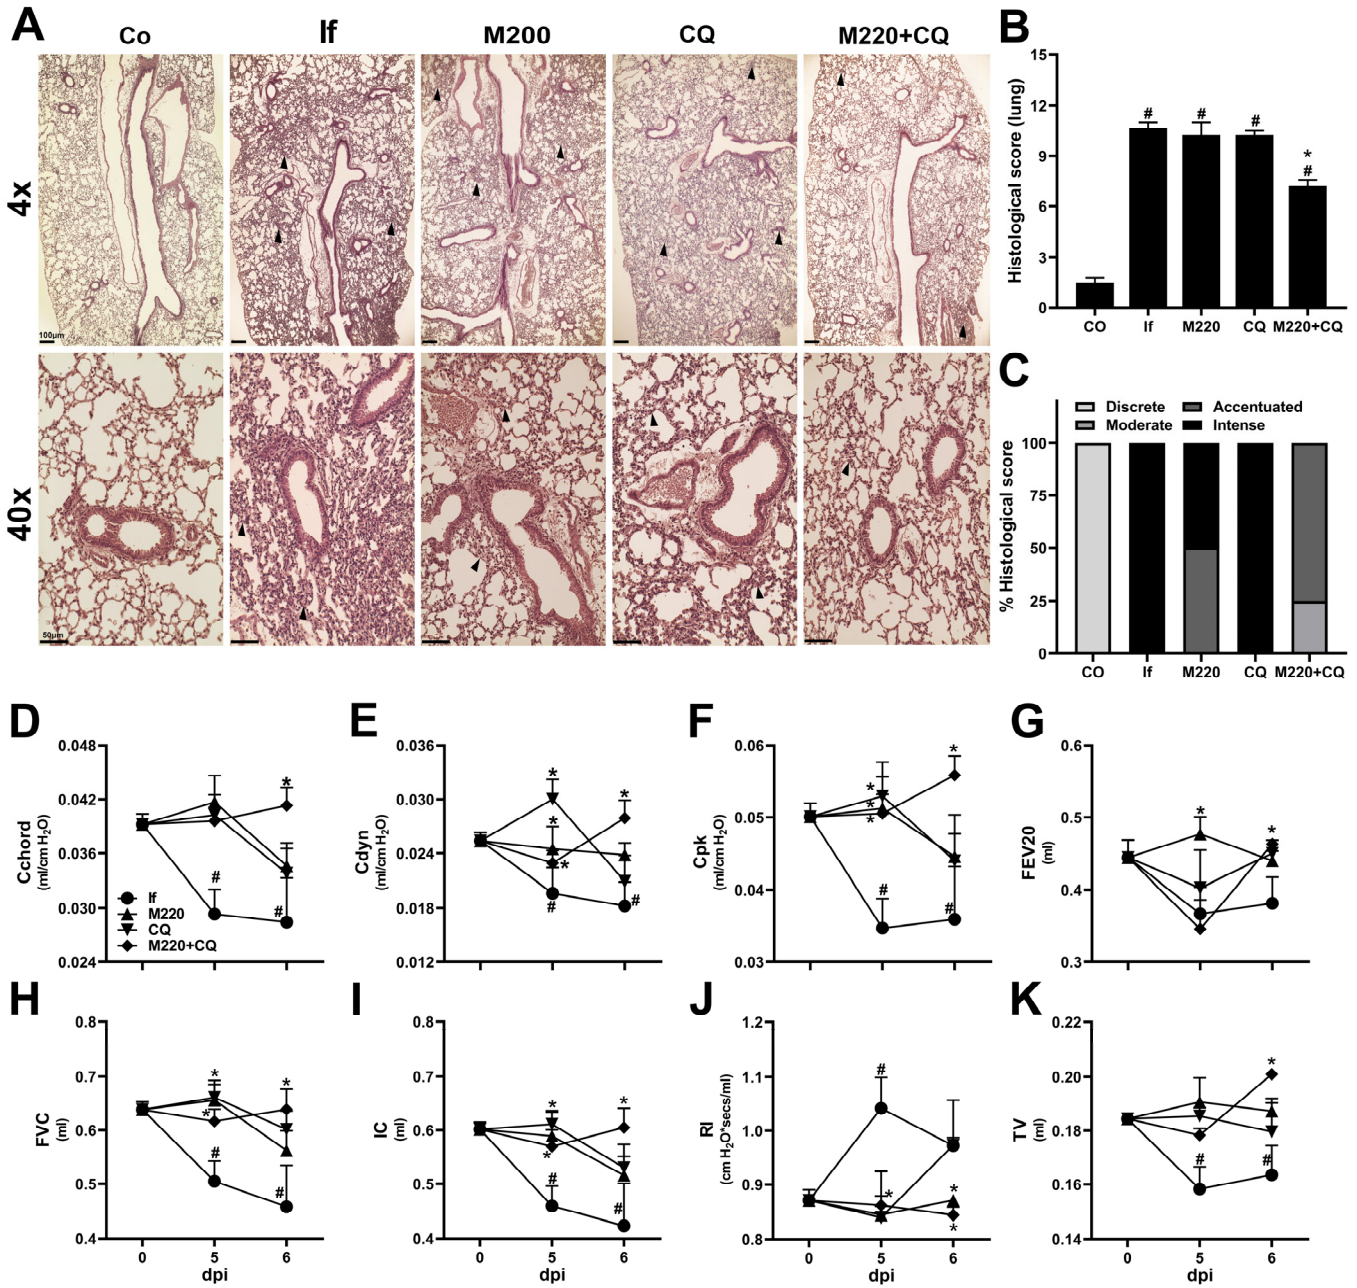 A
Co
If
M200
CQ
M220+CQ
4x
100µm
40x
50µm
B
Histological score (lung)
15
12
9
6
3
0
#
#
#
*
#
CO
If
M220
CQ
M220+CQ
C
Discrete
Accentuated
Moderate
Intense
% Histological score
100
75
50
25
0
CO
If
M220
CQ
M220+CQ
D
Cchord
(ml/cm H₂O)
0.048
0.042
0.036
0.030
0.024
*
#
#
If
M220
CQ
M220+CQ
E
Cdyn
(ml/cm H₂O)
0.036
0.030
0.024
0.018
0.012
*
*
*
*
#
#
F
Cpk
(ml/cm H₂O)
0.06
0.05
0.04
0.03
*
*
*
*
#
#
G
FEV20
(ml)
0.6
0.5
0.4
0.3
*
*
H
FVC
(ml)
0.8
0.7
0.6
0.5
0.4
*
*
*
#
#
0
5
6
dpi
I
IC
(ml)
0.8
0.7
0.6
0.5
0.4
*
*
*
#
#
0
5
6
dpi
J
RI
(cm H₂O*secs/ml)
1.2
1.1
1.0
0.9
0.8
#
*
*
*
0
5
6
dpi
K
TV
(ml)
0.22
0.20
0.18
0.16
0.14
*
#
#
0
5
6
dpi